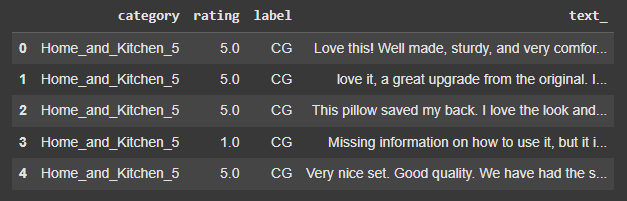 category rating label text_
0 Home_and_Kitchen_5 5.0 CG Love this! Well made, sturdy, and very comfor...
1 Home_and_Kitchen_5 5.0 CG love it, a great upgrade from the original. I...
2 Home_and_Kitchen_5 5.0 CG This pillow saved my back. I love the look and...
3 Home_and_Kitchen_5 1.0 CG Missing information on how to use it, but it i...
4 Home_and_Kitchen_5 5.0 CG Very nice set. Good quality. We have had the s...